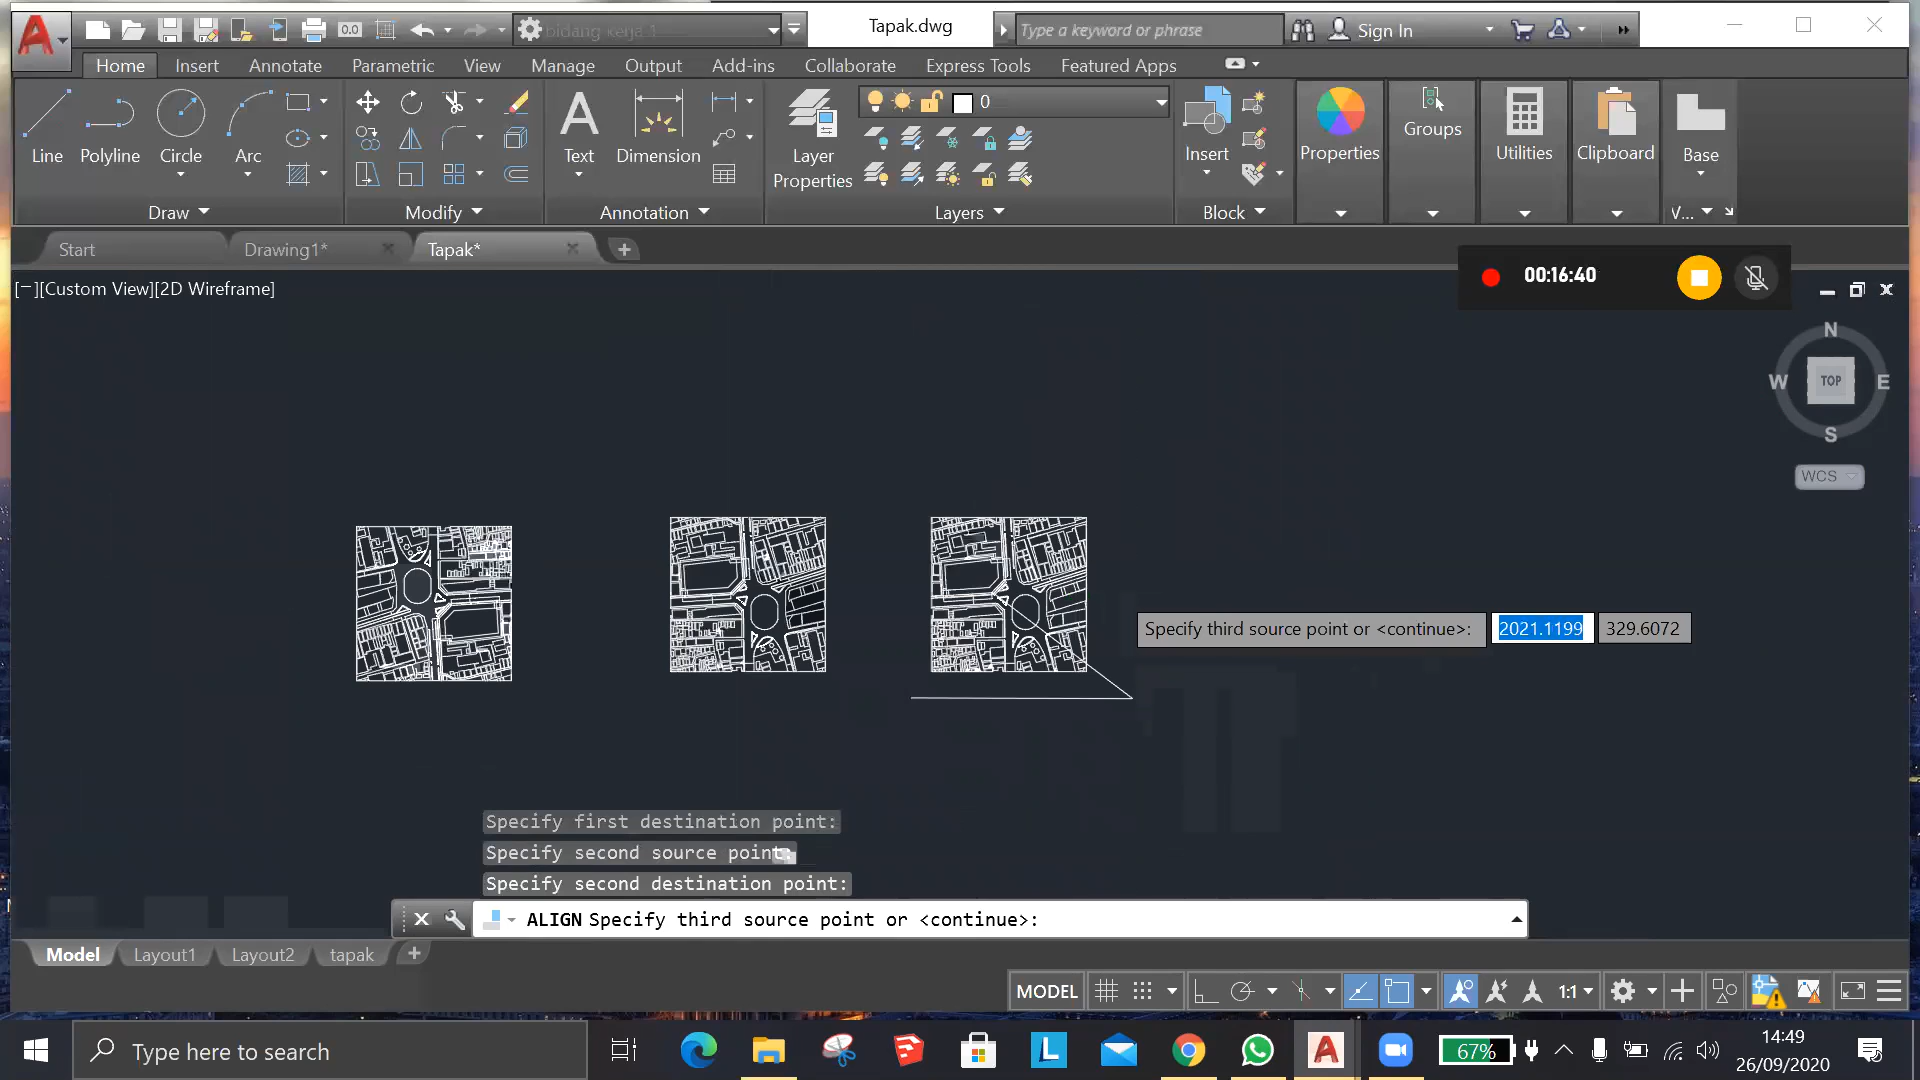 0.0
bidang kerja 1
Tapak.dwg
Type a keyword or phrase
Sign In
Home
Insert
Annotate
Parametric
View
Manage
Output
Add-ins
Collaborate
Express Tools
Featured Apps
Line
Polyline
Circle
Arc
Text
Dimension
Layer
Properties
0
Insert
Properties
Groups
Utilities
Clipboard
Base
Draw
Modify
Annotation
Layers
Block
V...
Start
Drawing1*
Tapak*
[−][Custom View][2D Wireframe]
00:16:40
N
W
TOP
E
S
WCS
Specify third source point or <continue>:
2021.1199
329.6072
Specify first destination point:
Specify second source point:
Specify second destination point:
ALIGN Specify third source point or <continue>:
Model
Layout1
Layout2
tapak
MODEL
1:1
Type here to search
67%
14:49
26/09/2020